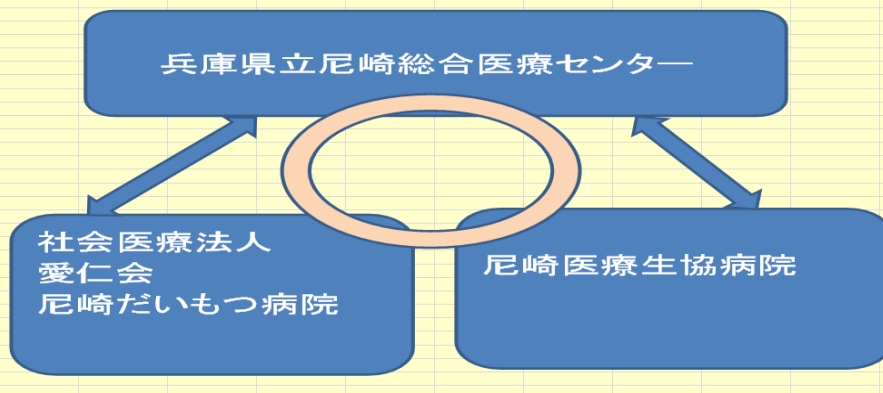 兵庫県立尼崎総合医療センター
社会医療法人
愛仁会
尼崎だいもつ病院
尼崎医療生協病院